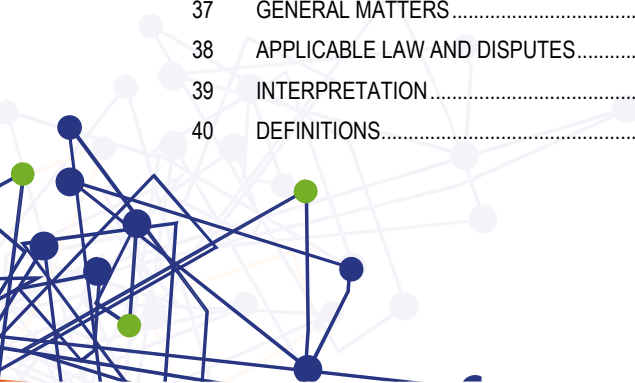 37 GENERAL MATTERS....................................
38 APPLICABLE LAW AND DISPUTES...........
39 INTERPRETATION........................................
40 DEFINITIONS.................................................